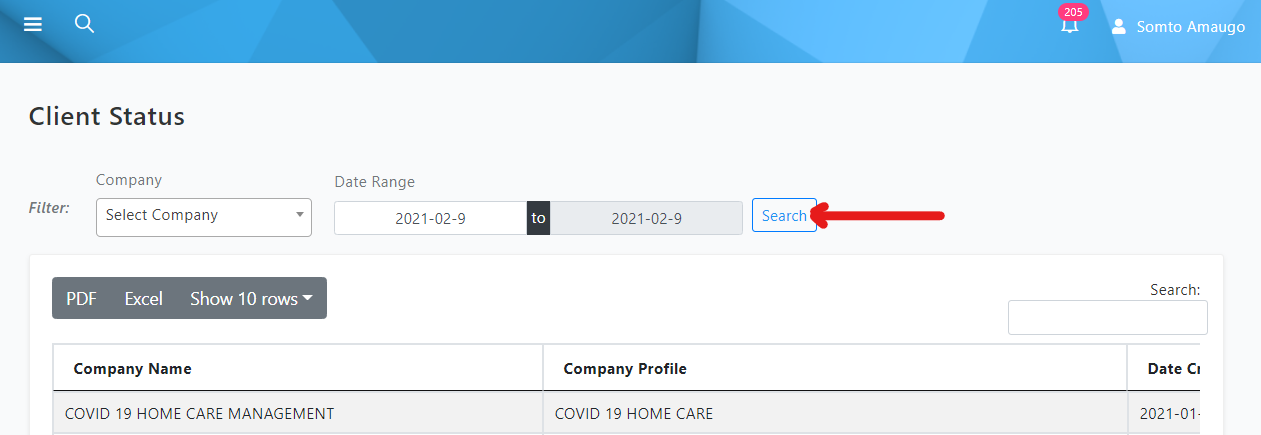 205
Somto Amaugo
Client Status
Filter:
Company
Select Company
Date Range
2021-02-9 to 2021-02-9
Search
PDF Excel Show 10 rows
Search:
Company Name Company Profile Date Cr
COVID 19 HOME CARE MANAGEMENT COVID 19 HOME CARE 2021-01-